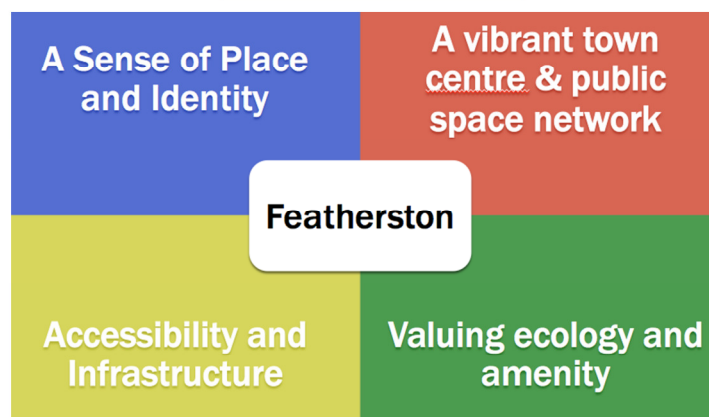 A Sense of Place
and Identity
A vibrant town
centre & public
space network
Featherston
Accessibility and
Infrastructure
Valuing ecology and
amenity